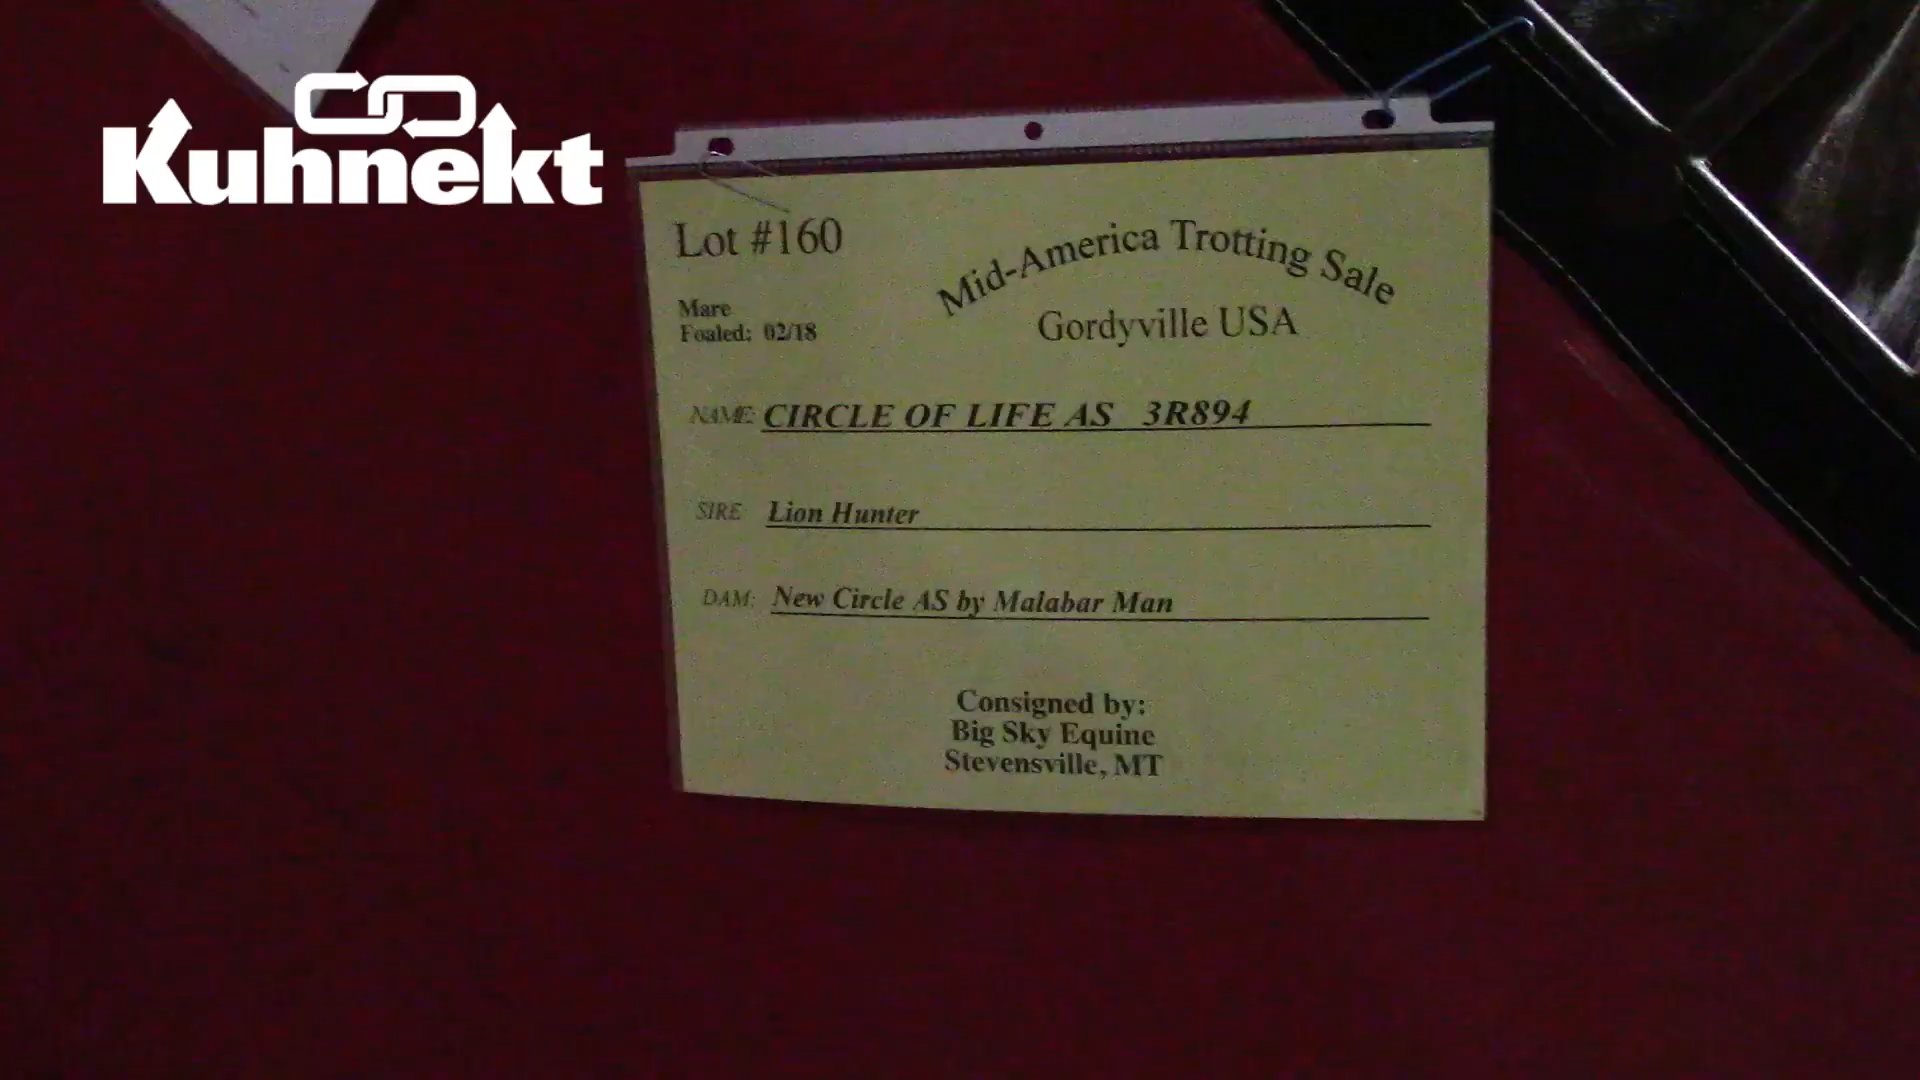 Kuhnekt
Lot #160
Mid-America Trotting Sale
Gordyville USA
Mare
Foaled: 02/18
NAME: CIRCLE OF LIFE AS 3R894
SIRE Lion Hunter
DAM: New Circle AS by Malabar Man
Consigned by:
Big Sky Equine
Stevensville, MT